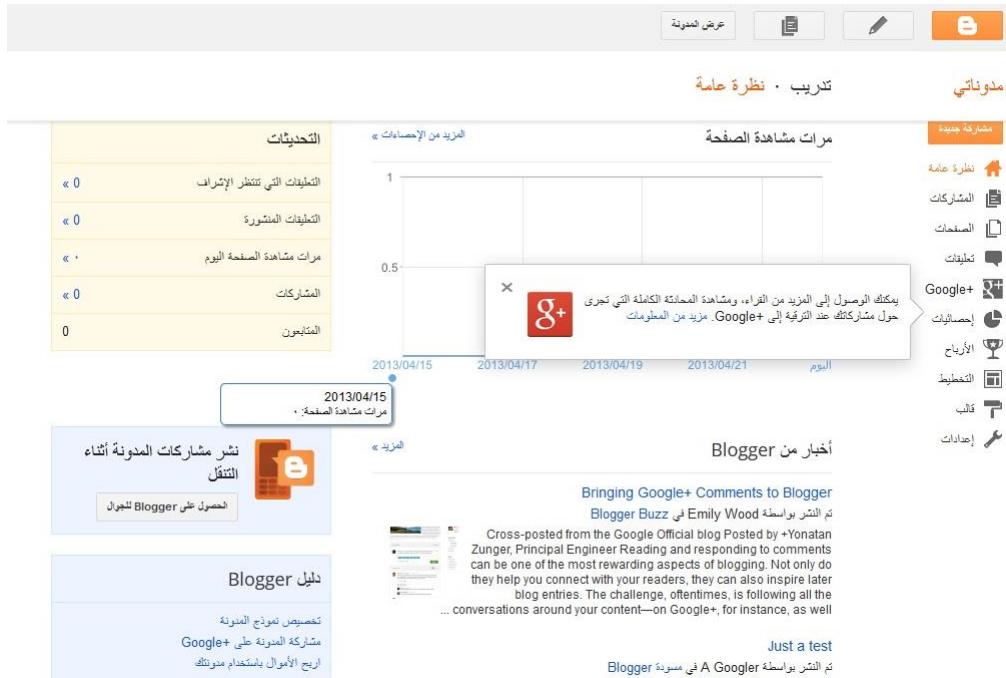 عرض المدونة
مدوناتي
تدريب · نظرة عامة
مشاركة جديدة
نظرة عامة
المشاركات
الصفحات
تعليقات
Google+
إحصائيات
الأرباح
التخطيط
قالب
إعدادات
مرات مشاهدة الصفحة
المزيد من الإحصاءات »
1
0.5
2013/04/15
2013/04/17
2013/04/19
2013/04/21
اليوم
يمكنك الوصول إلى المزيد من القراء، ومشاهدة المحادثة الكاملة التي تجرى
حول مشاركاتك عند الترقية إلى +Google. مزيد من المعلومات
2013/04/15
مرات مشاهدة الصفحة: ٠
أخبار من Blogger
المزيد »
Bringing Google+ Comments to Blogger
تم النشر بواسطة Emily Wood في Blogger Buzz
Cross-posted from the Google Official blog Posted by +Yonatan
Zunger, Principal Engineer Reading and responding to comments
can be one of the most rewarding aspects of blogging. Not only do
they help you connect with your readers, they can also inspire later
blog entries. The challenge, oftentimes, is following all the
conversations around your content—on Google+, for instance, as well ...
Just a test
تم النشر بواسطة A Googler في مسودة Blogger
التحديثات
التعليقات التي تنتظر الإشراف 0 »
التعليقات المنشورة 0 »
مرات مشاهدة الصفحة اليوم ٠ »
المشاركات 0 »
المتابعون 0
نشر مشاركات المدونة أثناء
التنقل
الحصول على Blogger للجوال
دليل Blogger
تخصيص نموذج المدونة
مشاركة المدونة على +Google
اربح الأموال باستخدام مدونتك